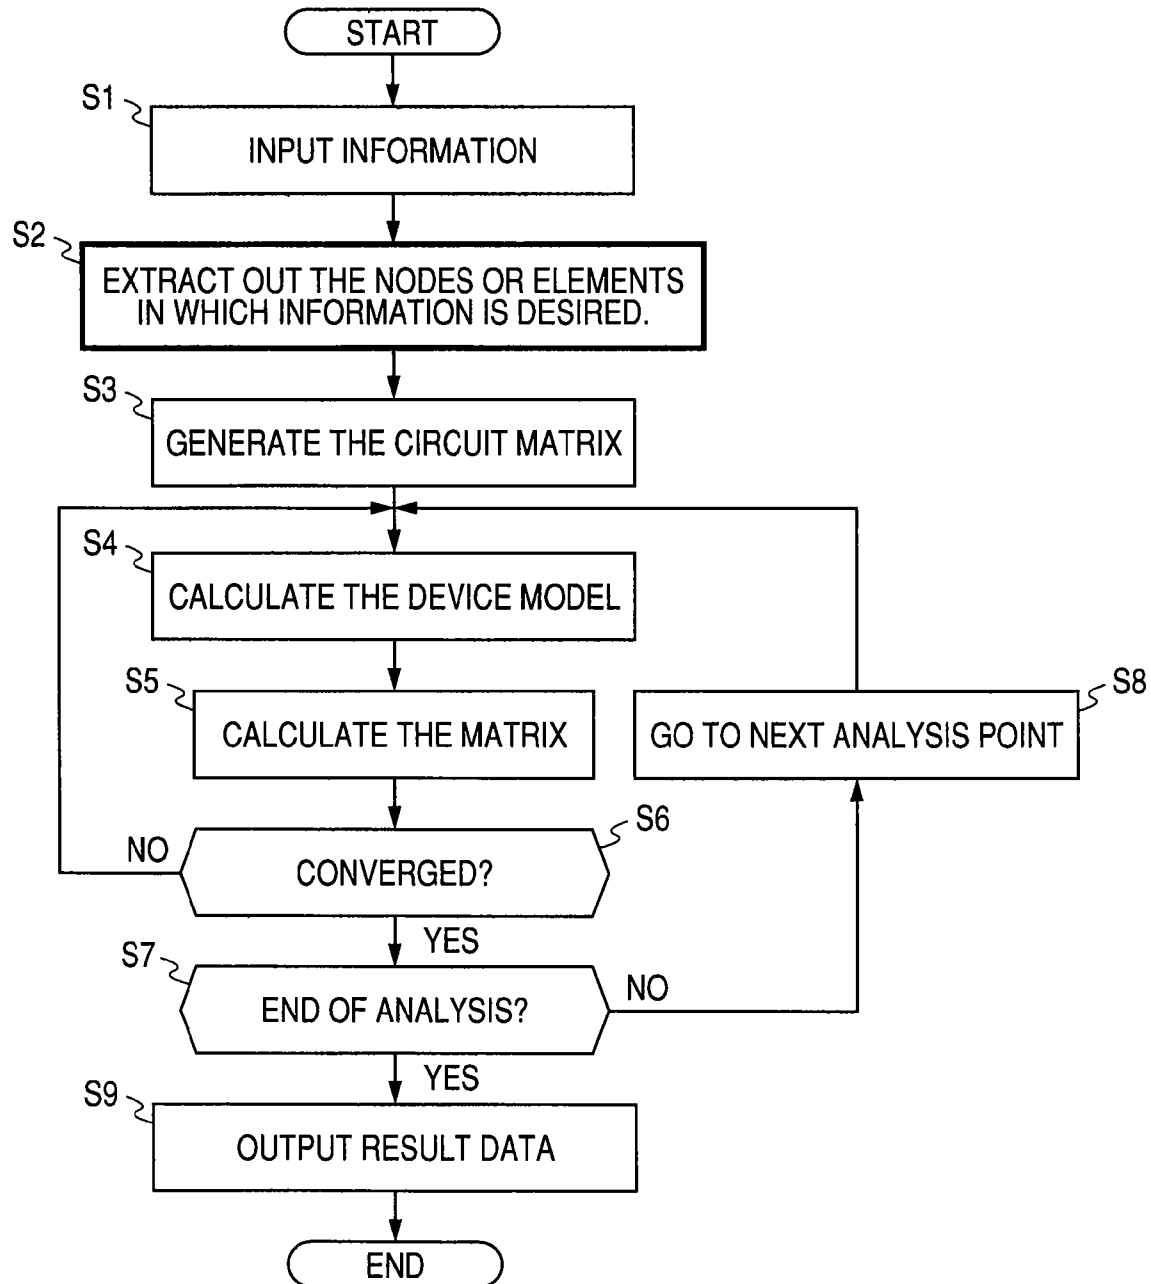 START
S1
INPUT INFORMATION
S2
EXTRACT OUT THE NODES OR ELEMENTS
IN WHICH INFORMATION IS DESIRED.
S3
GENERATE THE CIRCUIT MATRIX
S4
CALCULATE THE DEVICE MODEL
S5
CALCULATE THE MATRIX
S8
GO TO NEXT ANALYSIS POINT
S6
NO
CONVERGED?
YES
S7
END OF ANALYSIS?
NO
YES
S9
OUTPUT RESULT DATA
END